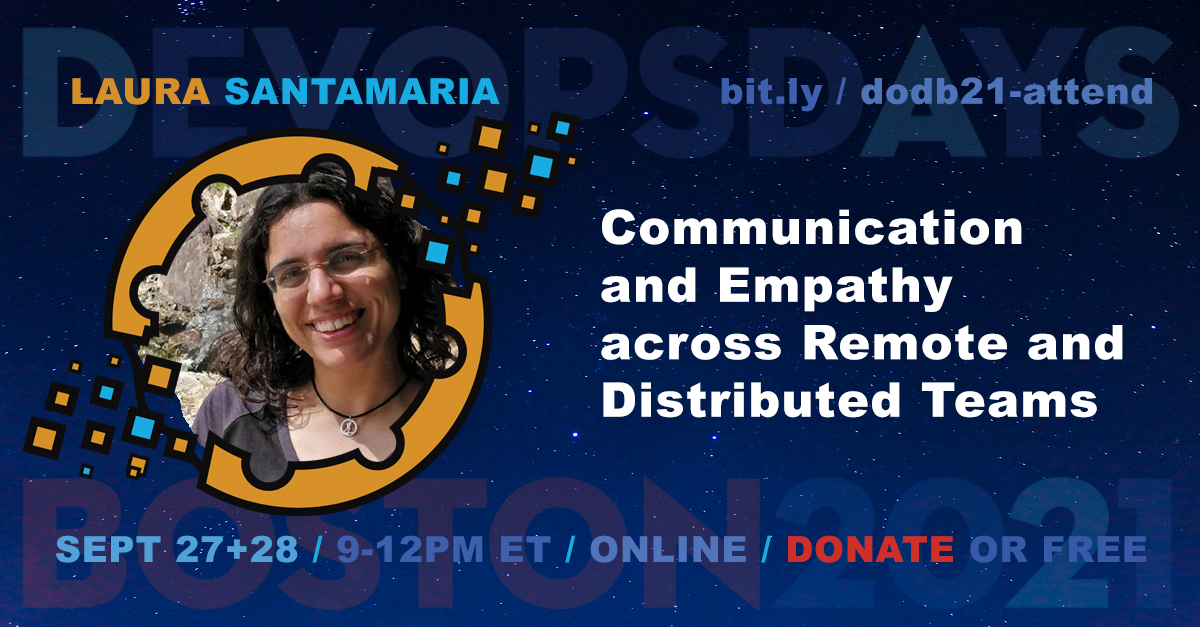 DEVOPSDAYS
LAURA SANTAMARIA
bit.ly / dodb21-attend
Communication
and Empathy
across Remote and
Distributed Teams
BOSTON2021
SEPT 27+28 / 9-12PM ET / ONLINE / DONATE OR FREE